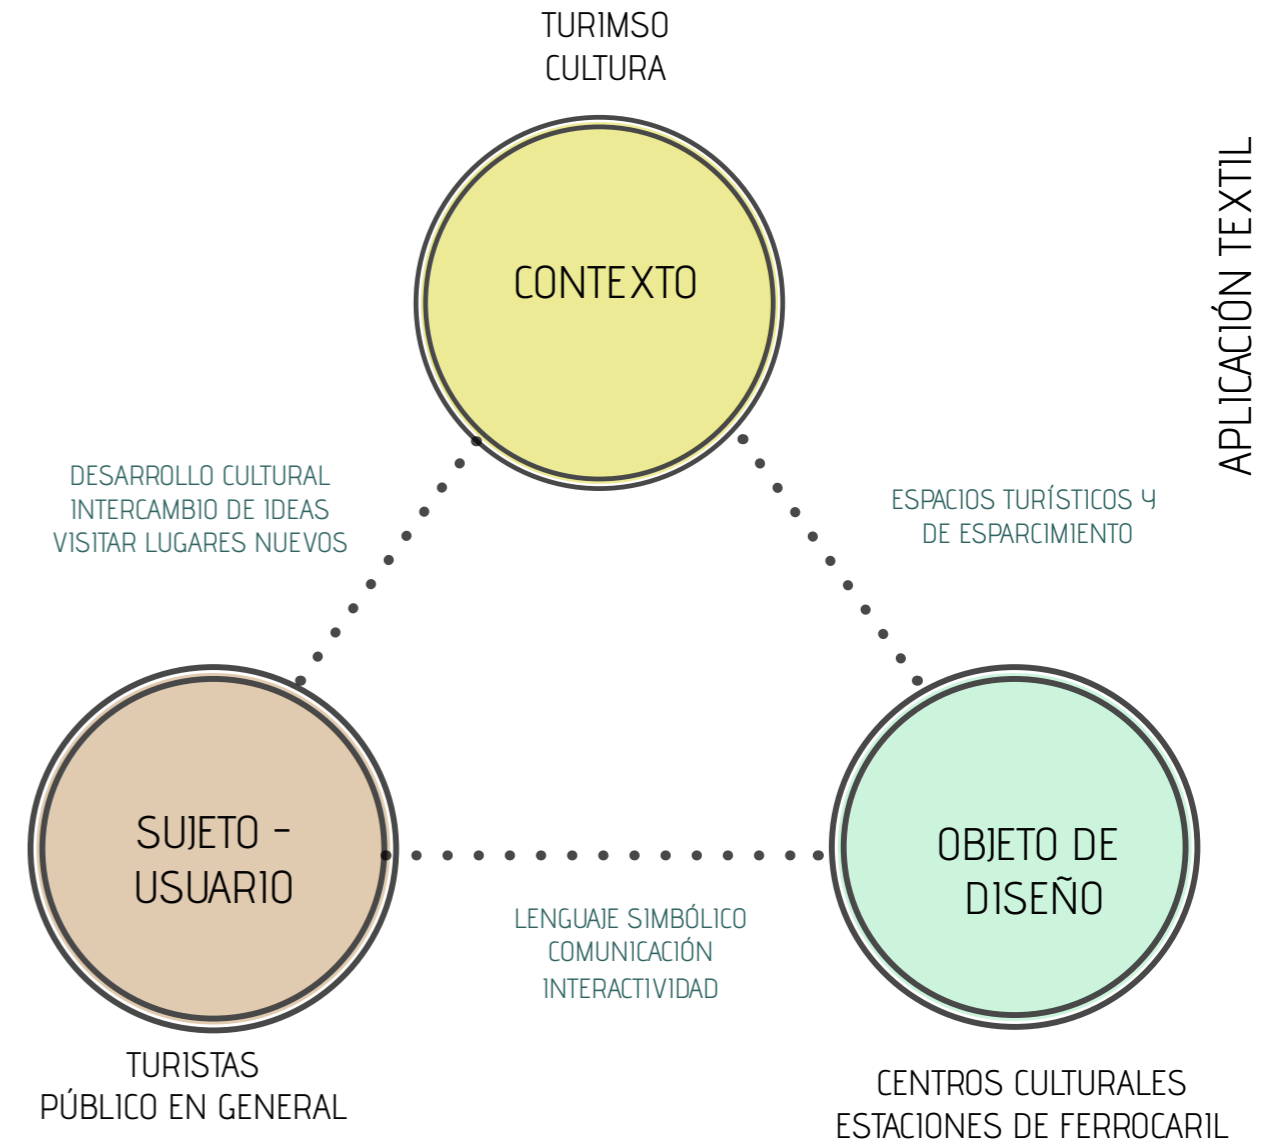 TURIMSO
CULTURA
CONTEXTO
APLICACIÓN TEXTIL
DESARROLLO CULTURAL
INTERCAMBIO DE IDEAS
VISITAR LUGARES NUEVOS
ESPACIOS TURÍSTICOS Y
DE ESPARCIMIENTO
SUJETO -
USUARIO
OBJETO DE
DISEÑO
LENGUAJE SIMBÓLICO
COMUNICACIÓN
INTERACTIVIDAD
TURISTAS
PÚBLICO EN GENERAL
CENTROS CULTURALES
ESTACIONES DE FERROCARIL